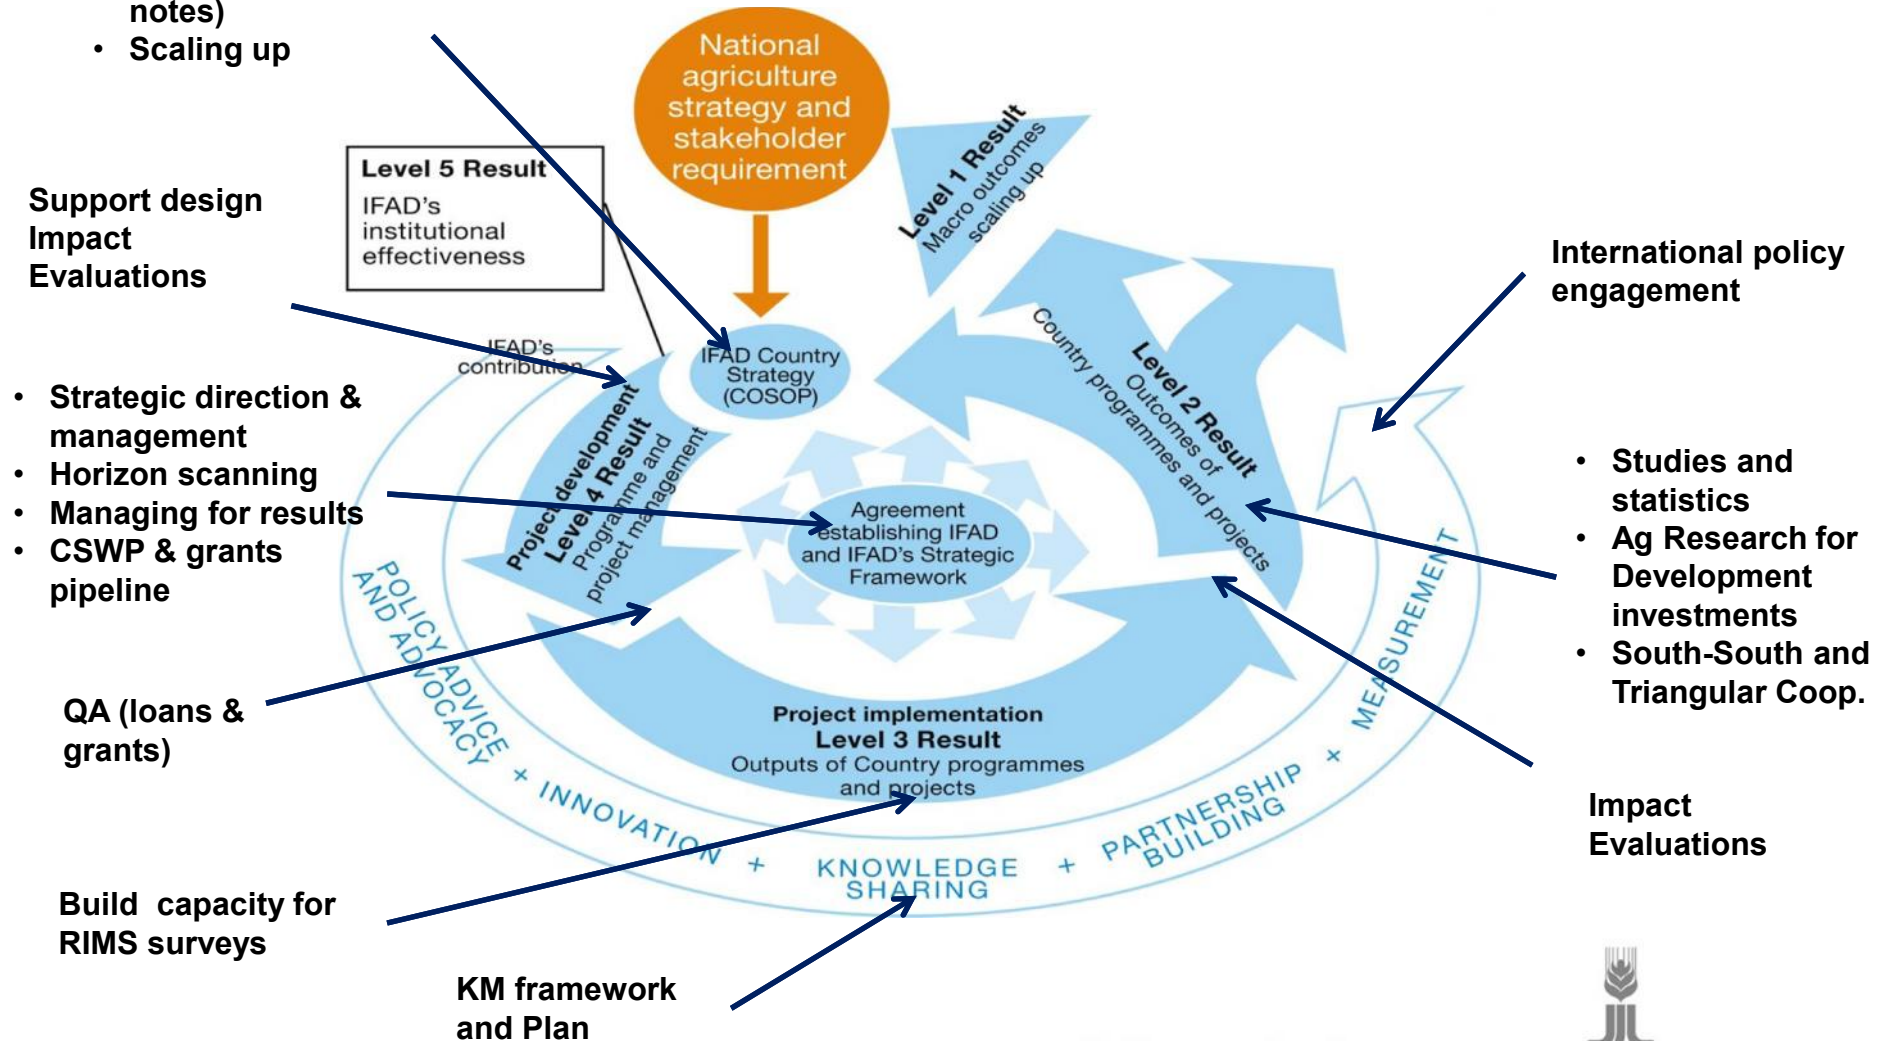 notes)
• Scaling up
National
agriculture
strategy and
stakeholder
requirement
Level 1 Result
Macro outcomes
scaling up
Level 5 Result
IFAD's
institutional
effectiveness
Support design
Impact
Evaluations
International policy
engagement
IFAD's
contribution
IFAD Country
Strategy
(COSOP)
• Strategic direction &
management
• Horizon scanning
• Managing for results
• CSWP & grants
pipeline
Project development
Level 4 Result
Programme and
project management
Level 2 Result
Outcomes of
Country programmes and projects
Agreement
establishing IFAD
and IFAD's Strategic
Framework
• Studies and
statistics
• Ag Research for
Development
investments
• South-South and
Triangular Coop.
QA (loans &
grants)
Project implementation
Level 3 Result
Outputs of Country programmes
and projects
POLICY ADVICE
AND ADVOCACY
+ INNOVATION +
KNOWLEDGE
SHARING
+ PARTNERSHIP
BUILDING
+ MEASUREMENT
Impact
Evaluations
Build capacity for
RIMS surveys
KM framework
and Plan